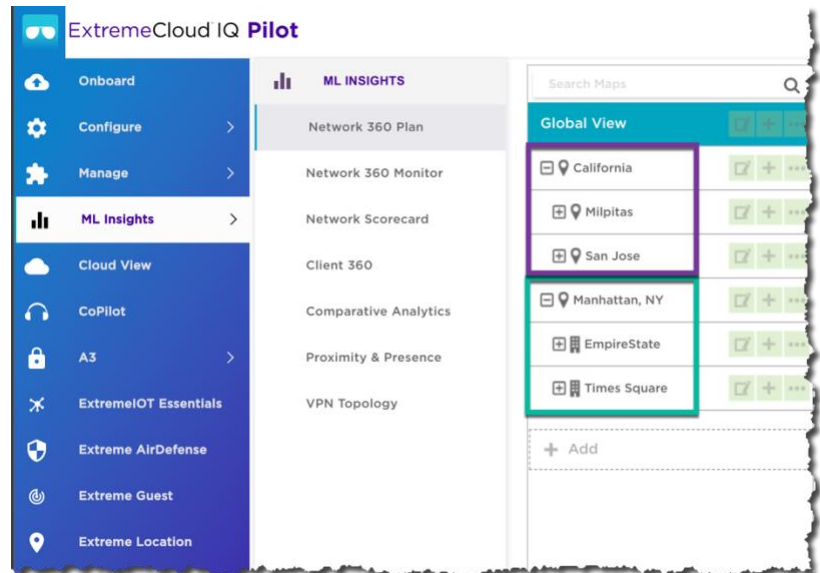 ExtremeCloud IQ Pilot
Onboard
Configure
Manage
ML Insights
Cloud View
CoPilot
A3
ExtremeIOT Essentials
Extreme AirDefense
Extreme Guest
Extreme Location
ML INSIGHTS
Network 360 Plan
Network 360 Monitor
Network Scorecard
Client 360
Comparative Analytics
Proximity & Presence
VPN Topology
Search Maps
Global View
California
Milpitas
San Jose
Manhattan, NY
EmpireState
Times Square
+ Add